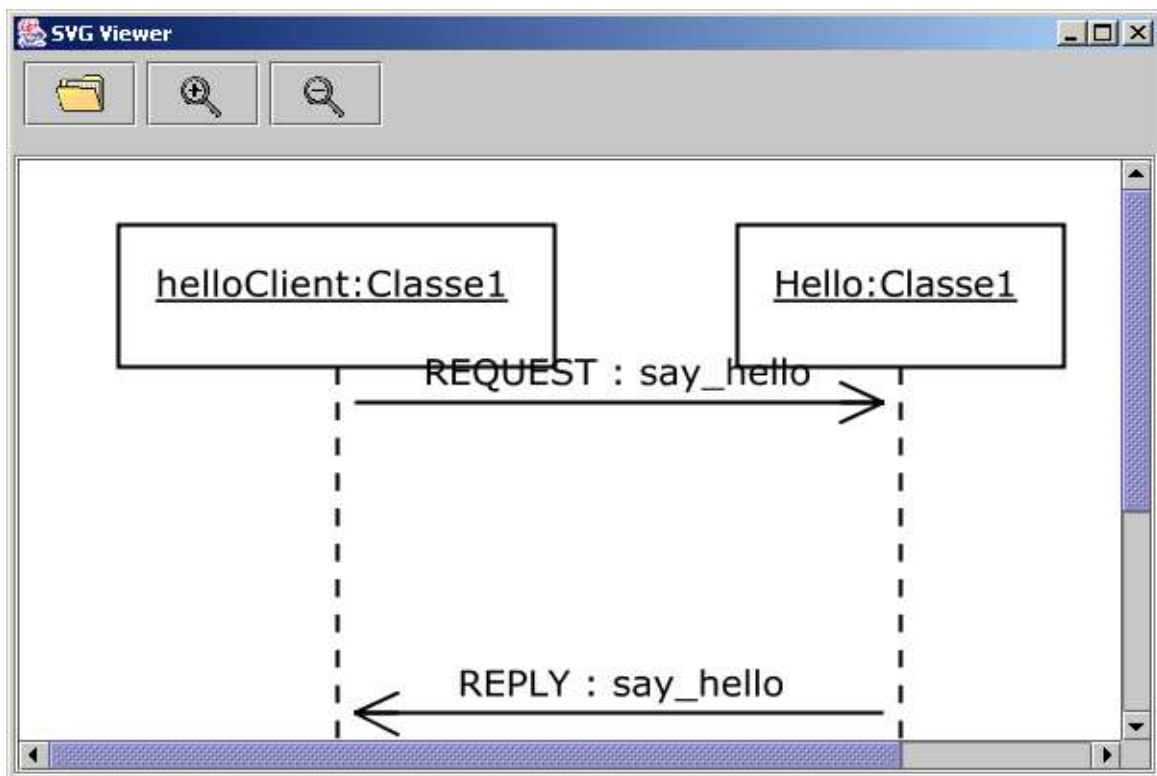 SVG Viewer
helloClient:Classe1
Hello:Classe1
REQUEST : say_hello
REPLY : say_hello